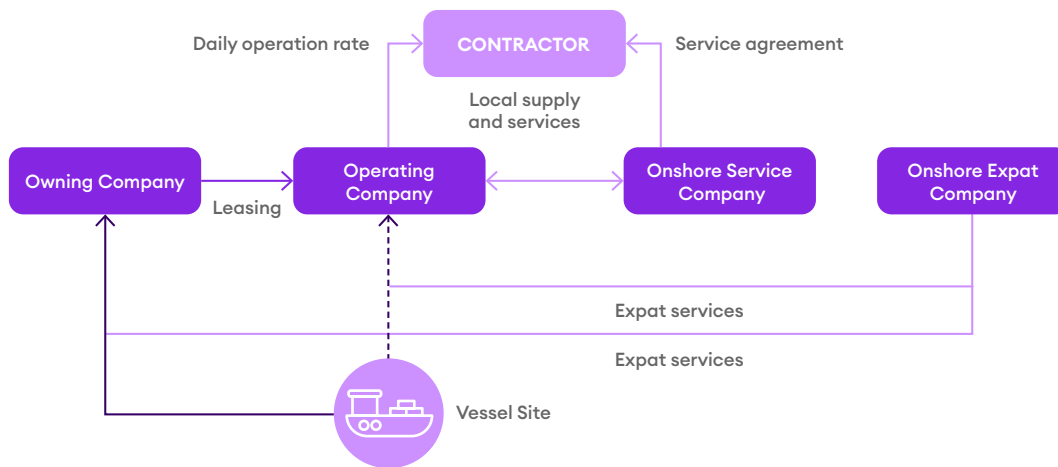 Daily operation rate
CONTRACTOR
Service agreement
Local supply
and services
Owning Company
Leasing
Operating
Company
Onshore Service
Company
Onshore Expat
Company
Expat services
Expat services
Vessel Site